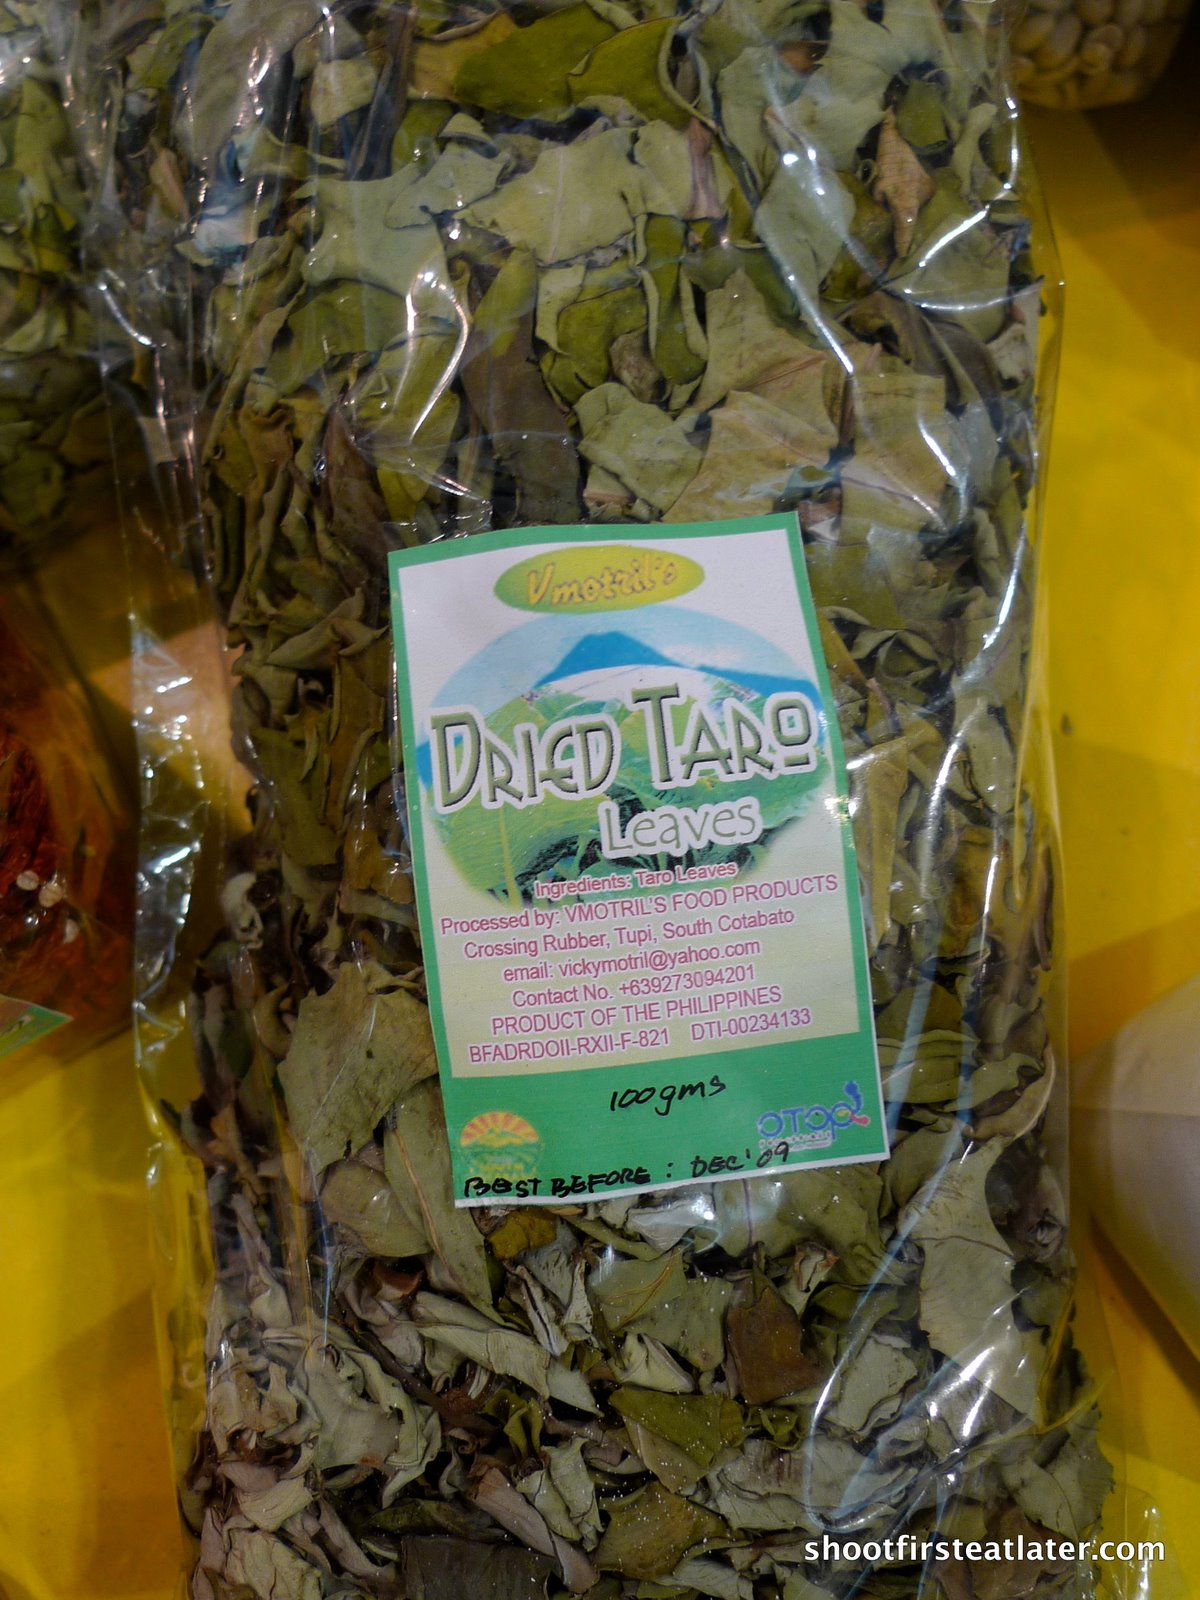 Vmotril's
DRIED TARO
Leaves
Ingredients: Taro Leaves
Processed by: VMOTRIL'S FOOD PRODUCTS
Crossing Rubber, Tupi, South Cotabato
email: vickymotril@yahoo.com
Contact No. +639273094201
PRODUCT OF THE PHILIPPINES
BFADRDOII-RXII-F-821 DTI-00234133
100gms
OTOP
BEST BEFORE : DEC '09
shootfirsteatlater.com